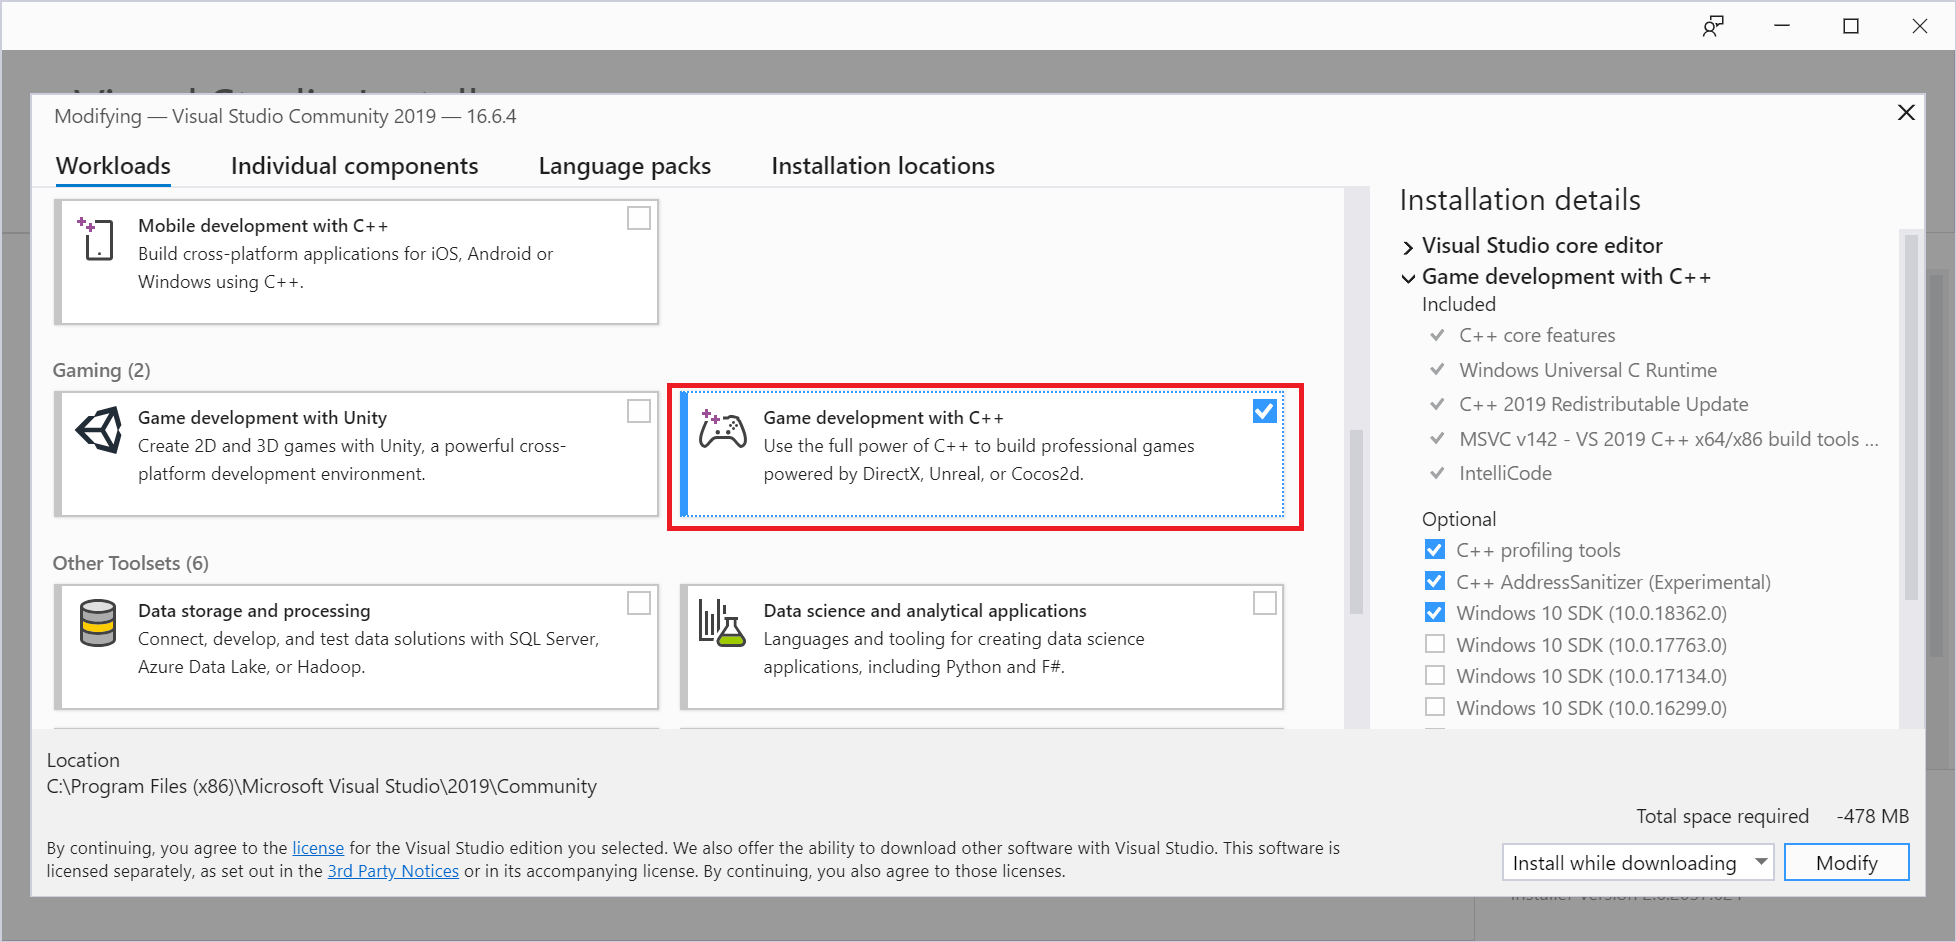 Visual Studio Installer
Modifying — Visual Studio Community 2019 — 16.6.4
Workloads
Individual components
Language packs
Installation locations
Mobile development with C++
Build cross-platform applications for iOS, Android or
Windows using C++.
Gaming (2)
Game development with Unity
Create 2D and 3D games with Unity, a powerful cross-
platform development environment.
Game development with C++
Use the full power of C++ to build professional games
powered by DirectX, Unreal, or Cocos2d.
Other Toolsets (6)
Data storage and processing
Connect, develop, and test data solutions with SQL Server,
Azure Data Lake, or Hadoop.
Data science and analytical applications
Languages and tooling for creating data science
applications, including Python and F#.
Installation details
Visual Studio core editor
Game development with C++
Included
C++ core features
Windows Universal C Runtime
C++ 2019 Redistributable Update
MSVC v142 - VS 2019 C++ x64/x86 build tools ...
IntelliCode
Optional
C++ profiling tools
C++ AddressSanitizer (Experimental)
Windows 10 SDK (10.0.18362.0)
Windows 10 SDK (10.0.17763.0)
Windows 10 SDK (10.0.17134.0)
Windows 10 SDK (10.0.16299.0)
Location
C:\Program Files (x86)\Microsoft Visual Studio\2019\Community
Total space required -478 MB
By continuing, you agree to the license for the Visual Studio edition you selected. We also offer the ability to download other software with Visual Studio. This software is
licensed separately, as set out in the 3rd Party Notices or in its accompanying license. By continuing, you also agree to those licenses.
Install while downloading
Modify